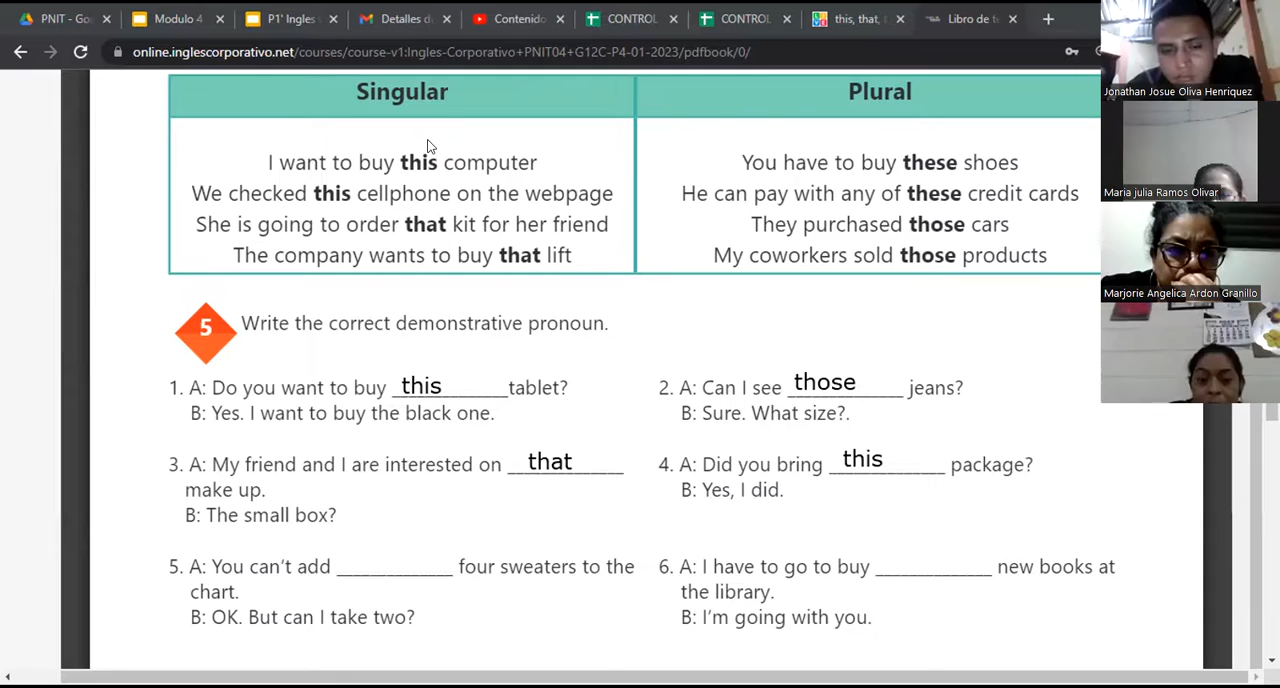 PNIT - Go
Modulo 4
P1' Ingles
Detalles d
Contenido
CONTROL
CONTROL
this, that, t
Libro de t
online.inglescorporativo.net/courses/course-v1:Ingles-Corporativo+PNIT04+G12C-P4-01-2023/pdfbook/0/
Jonathan Josue Oliva Henriquez
Maria julia Ramos Olivar
Marjorie Angelica Ardon Granillo
Singular
Plural
I want to buy this computer
We checked this cellphone on the webpage
She is going to order that kit for her friend
The company wants to buy that lift
You have to buy these shoes
He can pay with any of these credit cards
They purchased those cars
My coworkers sold those products
5 Write the correct demonstrative pronoun.
1. A: Do you want to buy this tablet?
B: Yes. I want to buy the black one.
2. A: Can I see those jeans?
B: Sure. What size?.
3. A: My friend and I are interested on that
make up.
B: The small box?
4. A: Did you bring this package?
B: Yes, I did.
5. A: You can't add ______________ four sweaters to the
chart.
B: OK. But can I take two?
6. A: I have to go to buy ______________ new books at
the library.
B: I'm going with you.